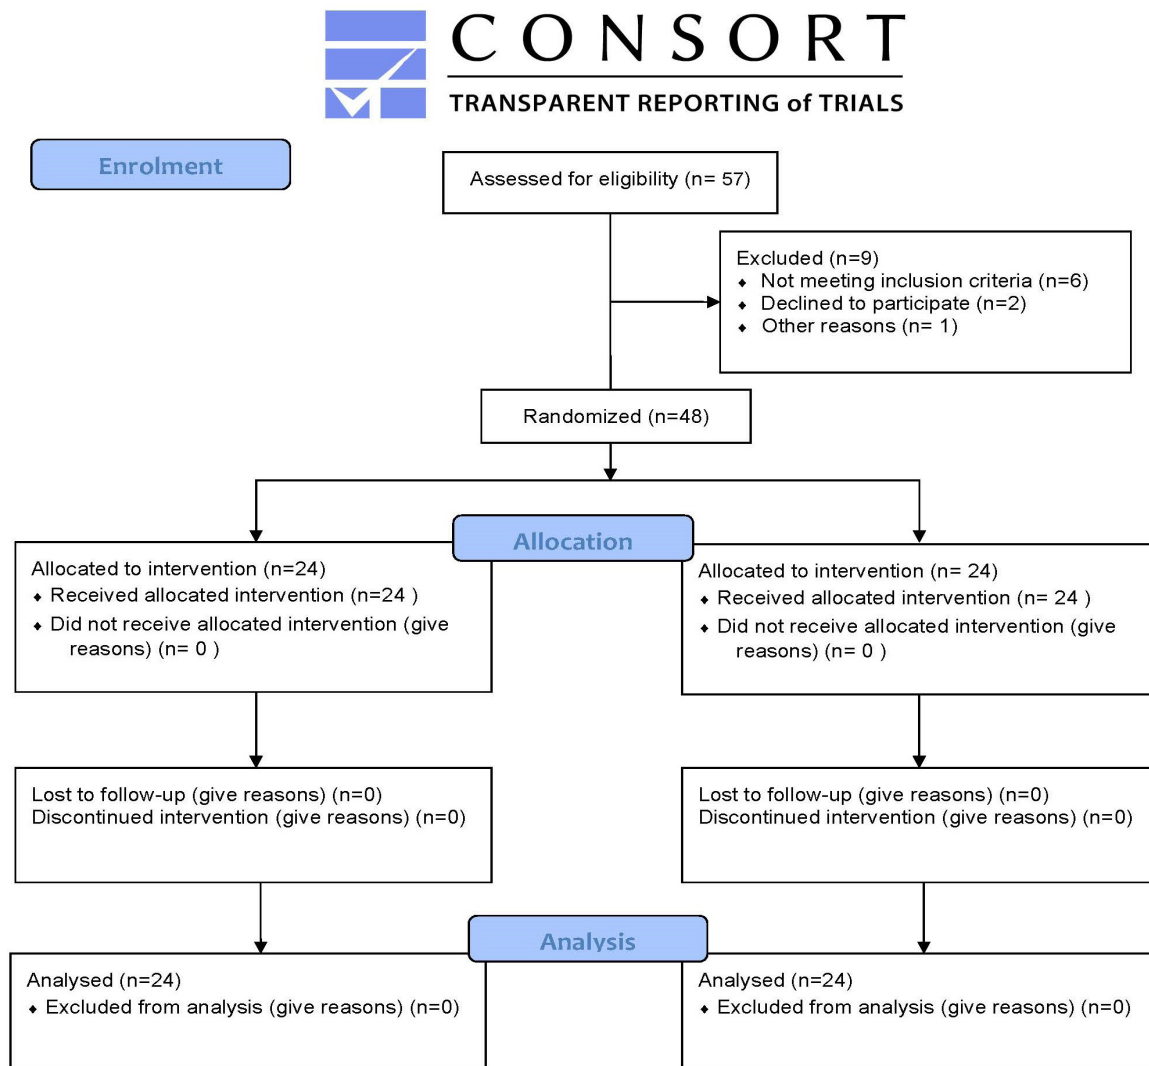 CONSORT
TRANSPARENT REPORTING of TRIALS
Enrolment
Assessed for eligibility (n= 57)
Excluded (n=9)
♦ Not meeting inclusion criteria (n=6)
♦ Declined to participate (n=2)
♦ Other reasons (n= 1)
Randomized (n=48)
Allocation
Allocated to intervention (n=24)
♦ Received allocated intervention (n=24 )
♦ Did not receive allocated intervention (give
reasons) (n= 0 )
Allocated to intervention (n= 24)
♦ Received allocated intervention (n= 24 )
♦ Did not receive allocated intervention (give
reasons) (n= 0 )
Lost to follow-up (give reasons) (n=0)
Discontinued intervention (give reasons) (n=0)
Lost to follow-up (give reasons) (n=0)
Discontinued intervention (give reasons) (n=0)
Analysis
Analysed (n=24)
♦ Excluded from analysis (give reasons) (n=0)
Analysed (n=24)
♦ Excluded from analysis (give reasons) (n=0)